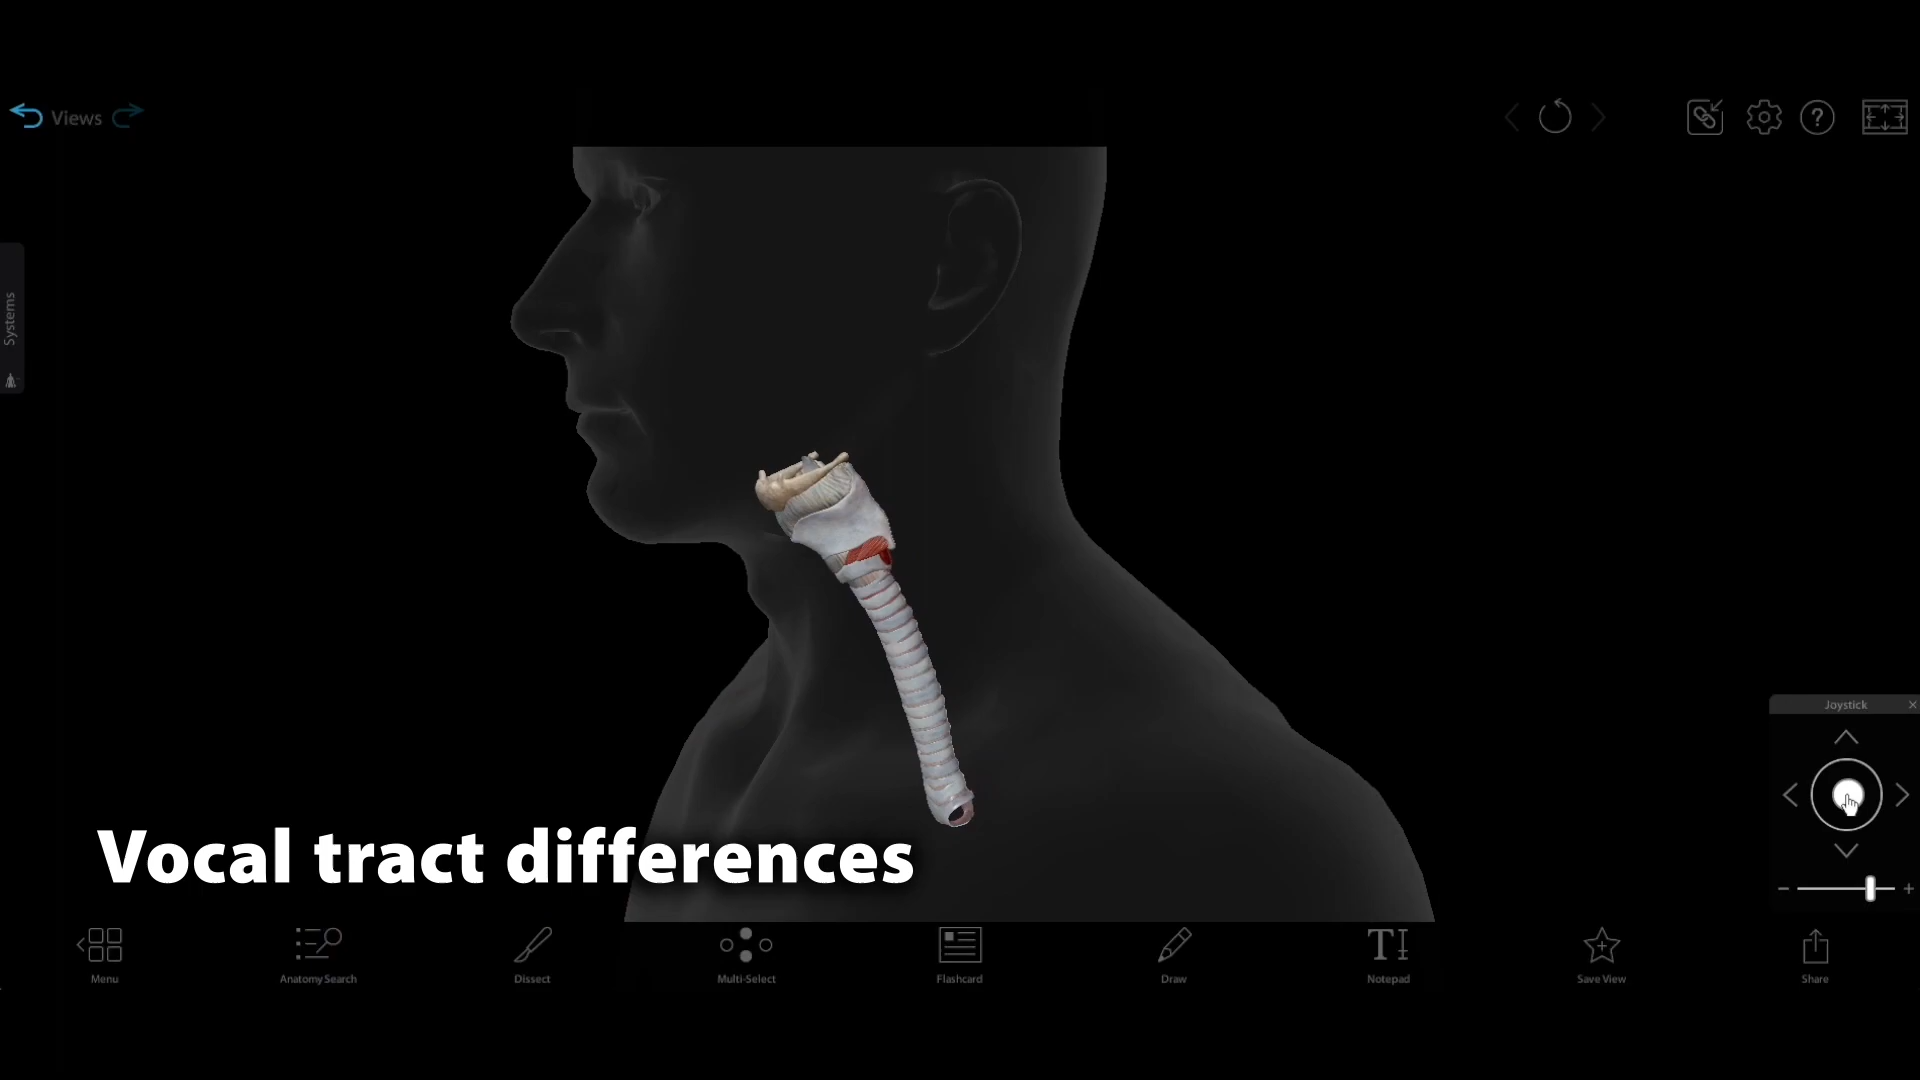 Views
?
Systems
Joystick
Vocal tract differences
Menu
Anatomy Search
Dissect
Multi-Select
Flashcard
Draw
Notepad
Save View
Share